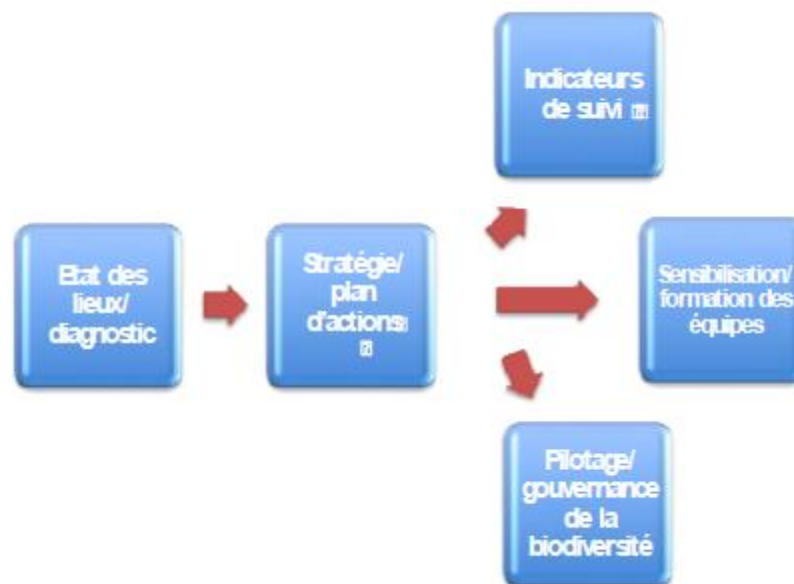 Etat des
lieux/
diagnostic
Stratégie/
plan
d'actions
Indicateurs
de suivi
Sensibilisation/
formation des
équipes
Pilotage/
gouvernance
de la
biodiversité